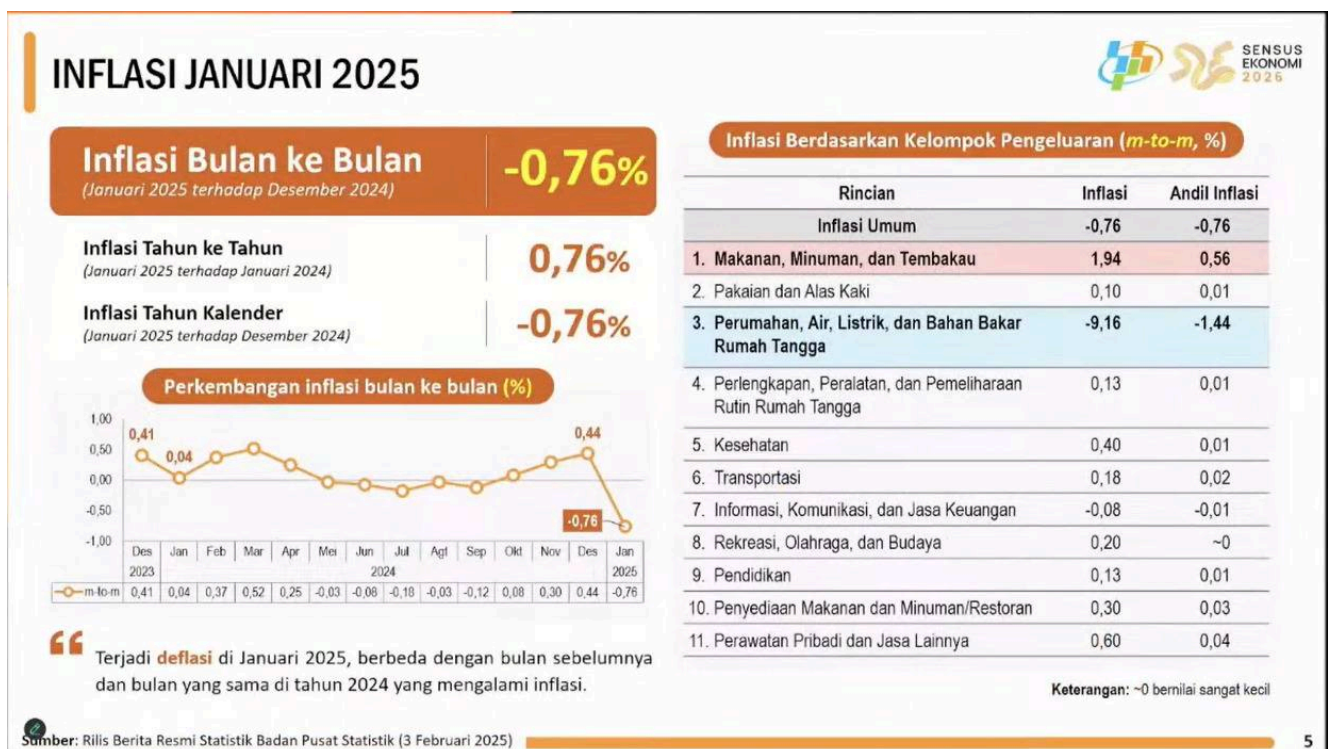 INFLASI JANUARI 2025
SENSUS
EKONOMI
2026
Inflasi Bulan ke Bulan
(Januari 2025 terhadap Desember 2024)
-0,76%
Inflasi Tahun ke Tahun
(Januari 2025 terhadap Januari 2024)
0,76%
Inflasi Tahun Kalender
(Januari 2025 terhadap Desember 2024)
-0,76%
Perkembangan inflasi bulan ke bulan (%)
1,00
0,50
0,00
-0,50
-1,00
0,41
0,04
0,44
-0,76
Des Jan Feb Mar Apr Mei Jun Jul Agt Sep Okt Nov Des Jan
2023 2024 2025
m-to-m 0,41 0,04 0,37 0,52 0,25 -0,03 -0,08 -0,18 -0,03 -0,12 0,08 0,30 0,44 -0,76
Terjadi deflasi di Januari 2025, berbeda dengan bulan sebelumnya
dan bulan yang sama di tahun 2024 yang mengalami inflasi.
Inflasi Berdasarkan Kelompok Pengeluaran (m-to-m, %)
Rincian Inflasi Andil Inflasi
Inflasi Umum -0,76 -0,76
1. Makanan, Minuman, dan Tembakau 1,94 0,56
2. Pakaian dan Alas Kaki 0,10 0,01
3. Perumahan, Air, Listrik, dan Bahan Bakar -9,16 -1,44
Rumah Tangga
4. Perlengkapan, Peralatan, dan Pemeliharaan 0,13 0,01
Rutin Rumah Tangga
5. Kesehatan 0,40 0,01
6. Transportasi 0,18 0,02
7. Informasi, Komunikasi, dan Jasa Keuangan -0,08 -0,01
8. Rekreasi, Olahraga, dan Budaya 0,20 ~0
9. Pendidikan 0,13 0,01
10. Penyediaan Makanan dan Minuman/Restoran 0,30 0,03
11. Perawatan Pribadi dan Jasa Lainnya 0,60 0,04
Keterangan: ~0 bernilai sangat kecil
Sumber: Rilis Berita Resmi Statistik Badan Pusat Statistik (3 Februari 2025)
5